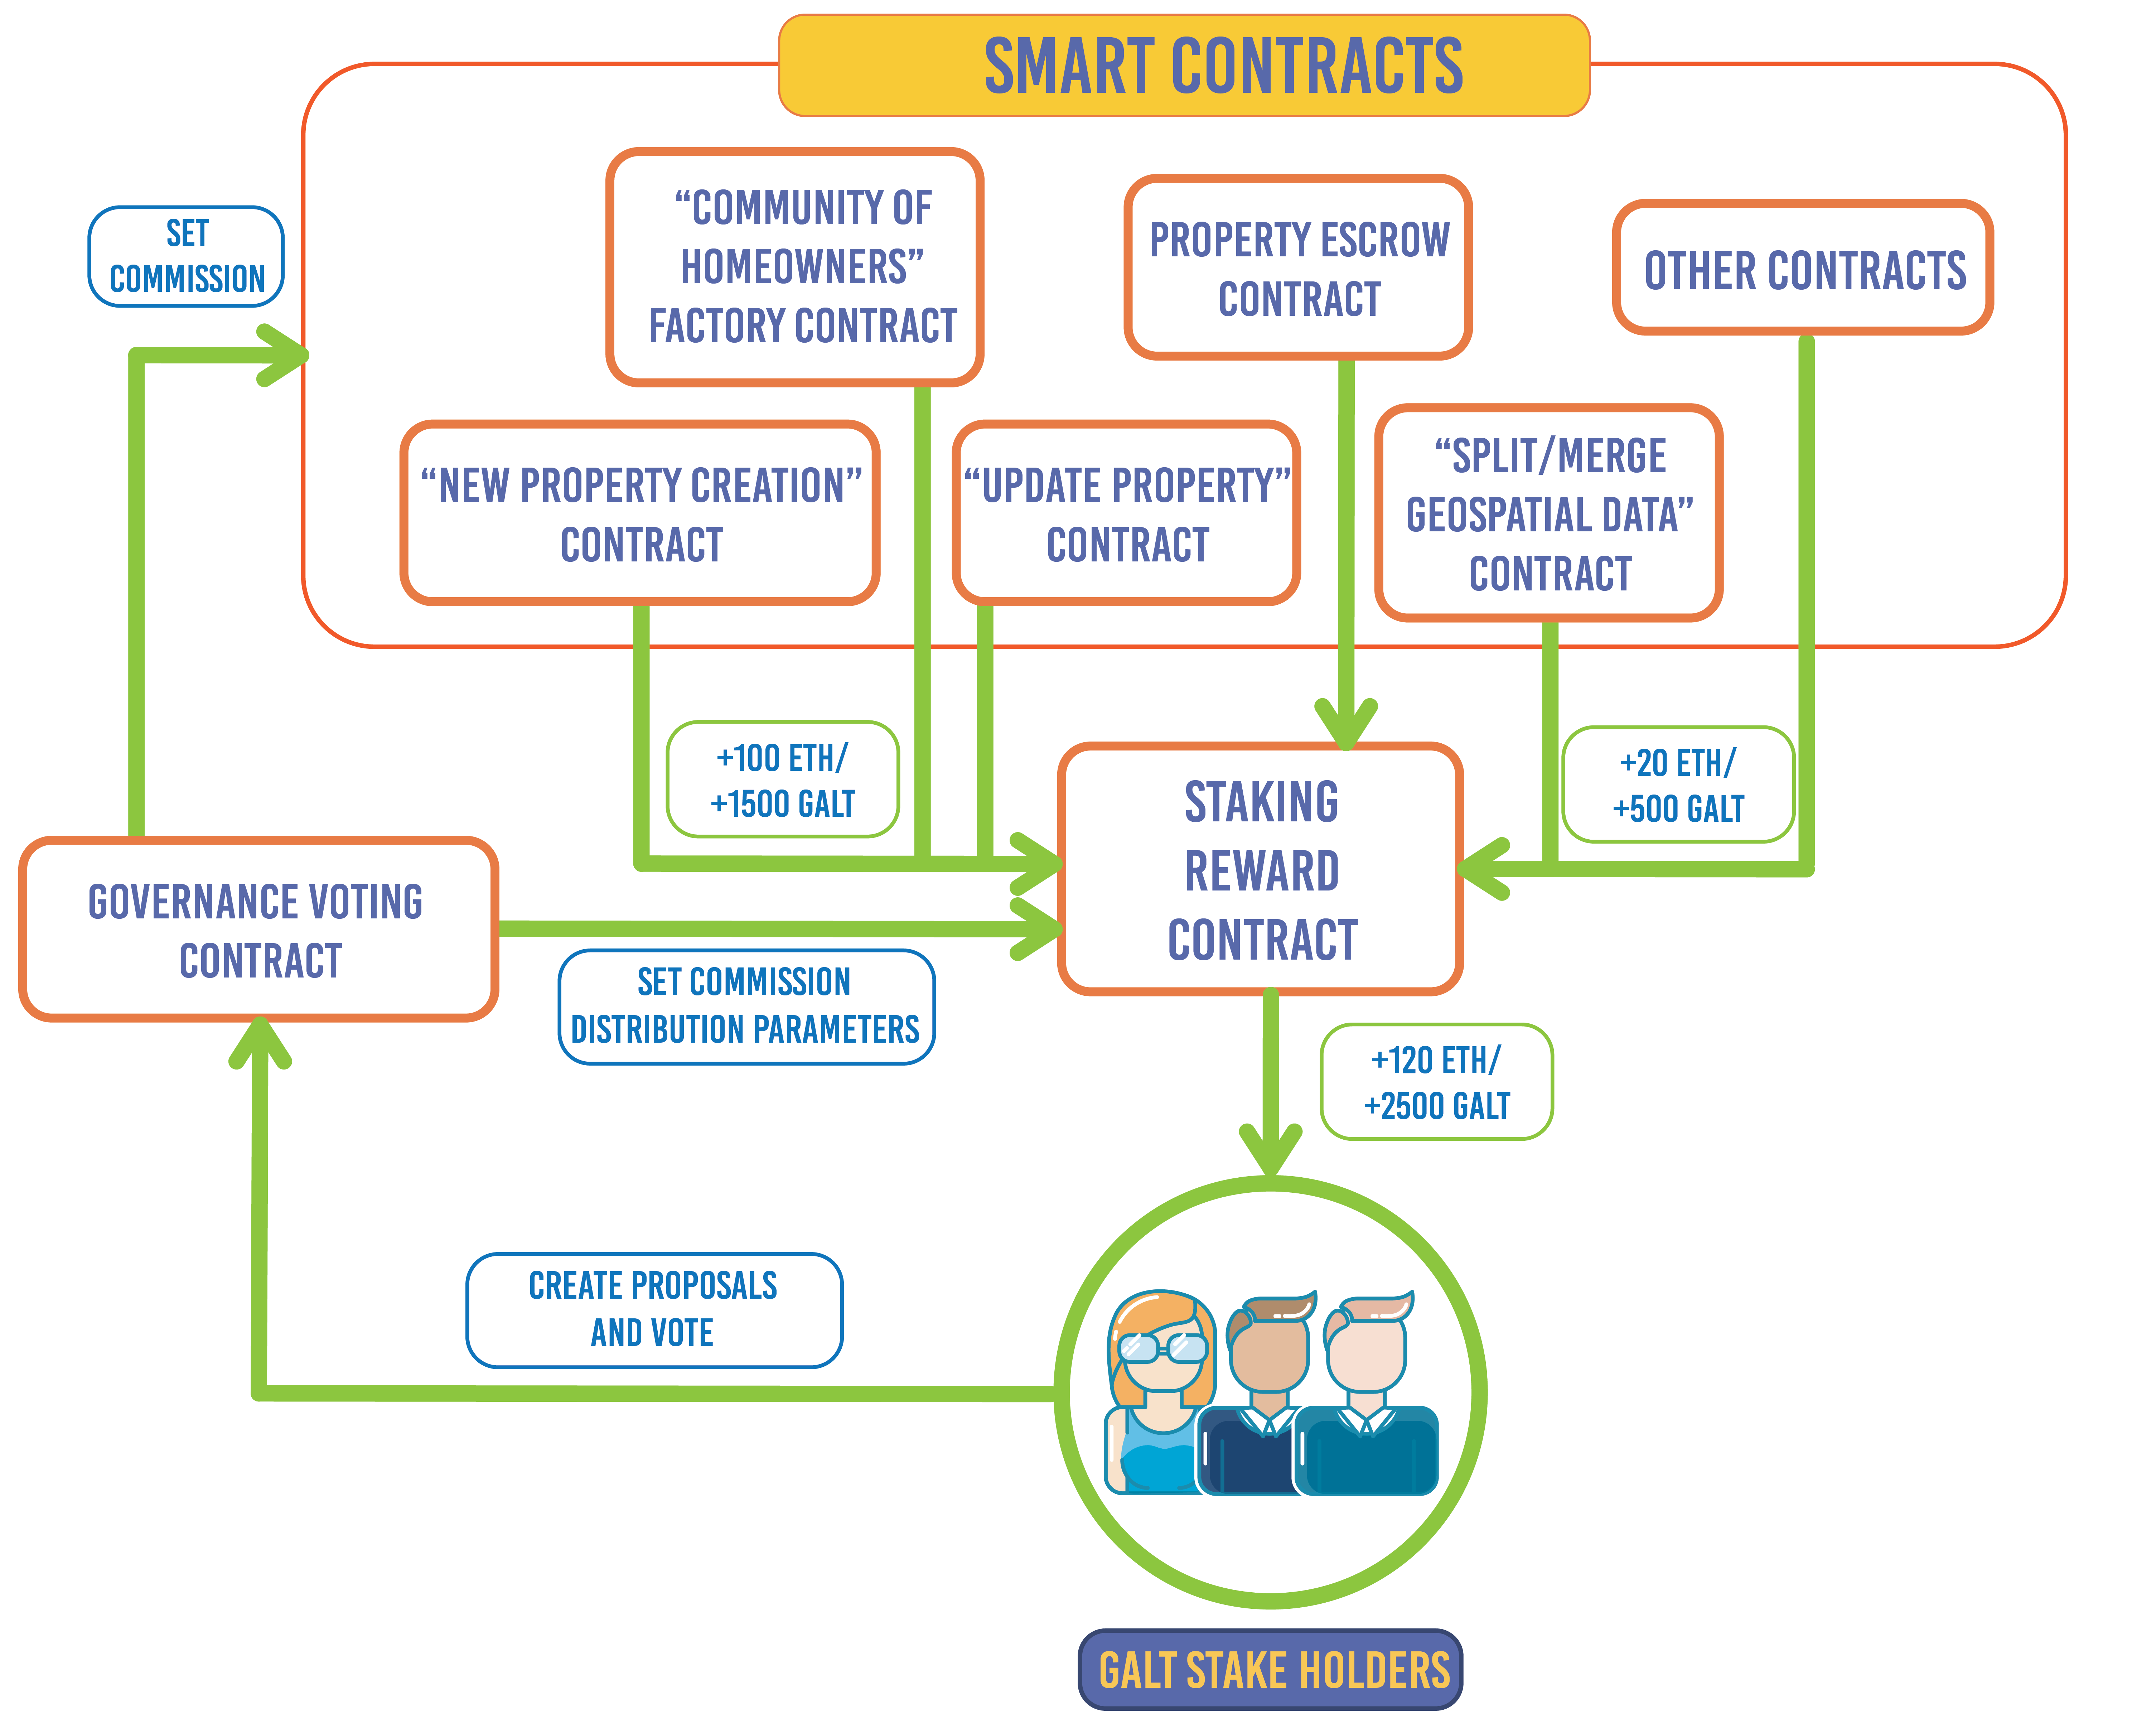 SMART CONTRACTS
SET
COMMISSION
“COMMUNITY OF
HOMEOWNERS”
FACTORY CONTRACT
PROPERTY ESCROW
CONTRACT
OTHER CONTRACTS
“NEW PROPERTY CREATION”
CONTRACT
“UPDATE PROPERTY”
CONTRACT
“SPLIT/MERGE
GEOSPATIAL DATA”
CONTRACT
+100 ETH/
+1500 GALT
+20 ETH/
+500 GALT
STAKING
REWARD
CONTRACT
GOVERNANCE VOTING
CONTRACT
SET COMMISSION
DISTRIBUTION PARAMETERS
+120 ETH/
+2500 GALT
CREATE PROPOSALS
AND VOTE
GALT STAKE HOLDERS